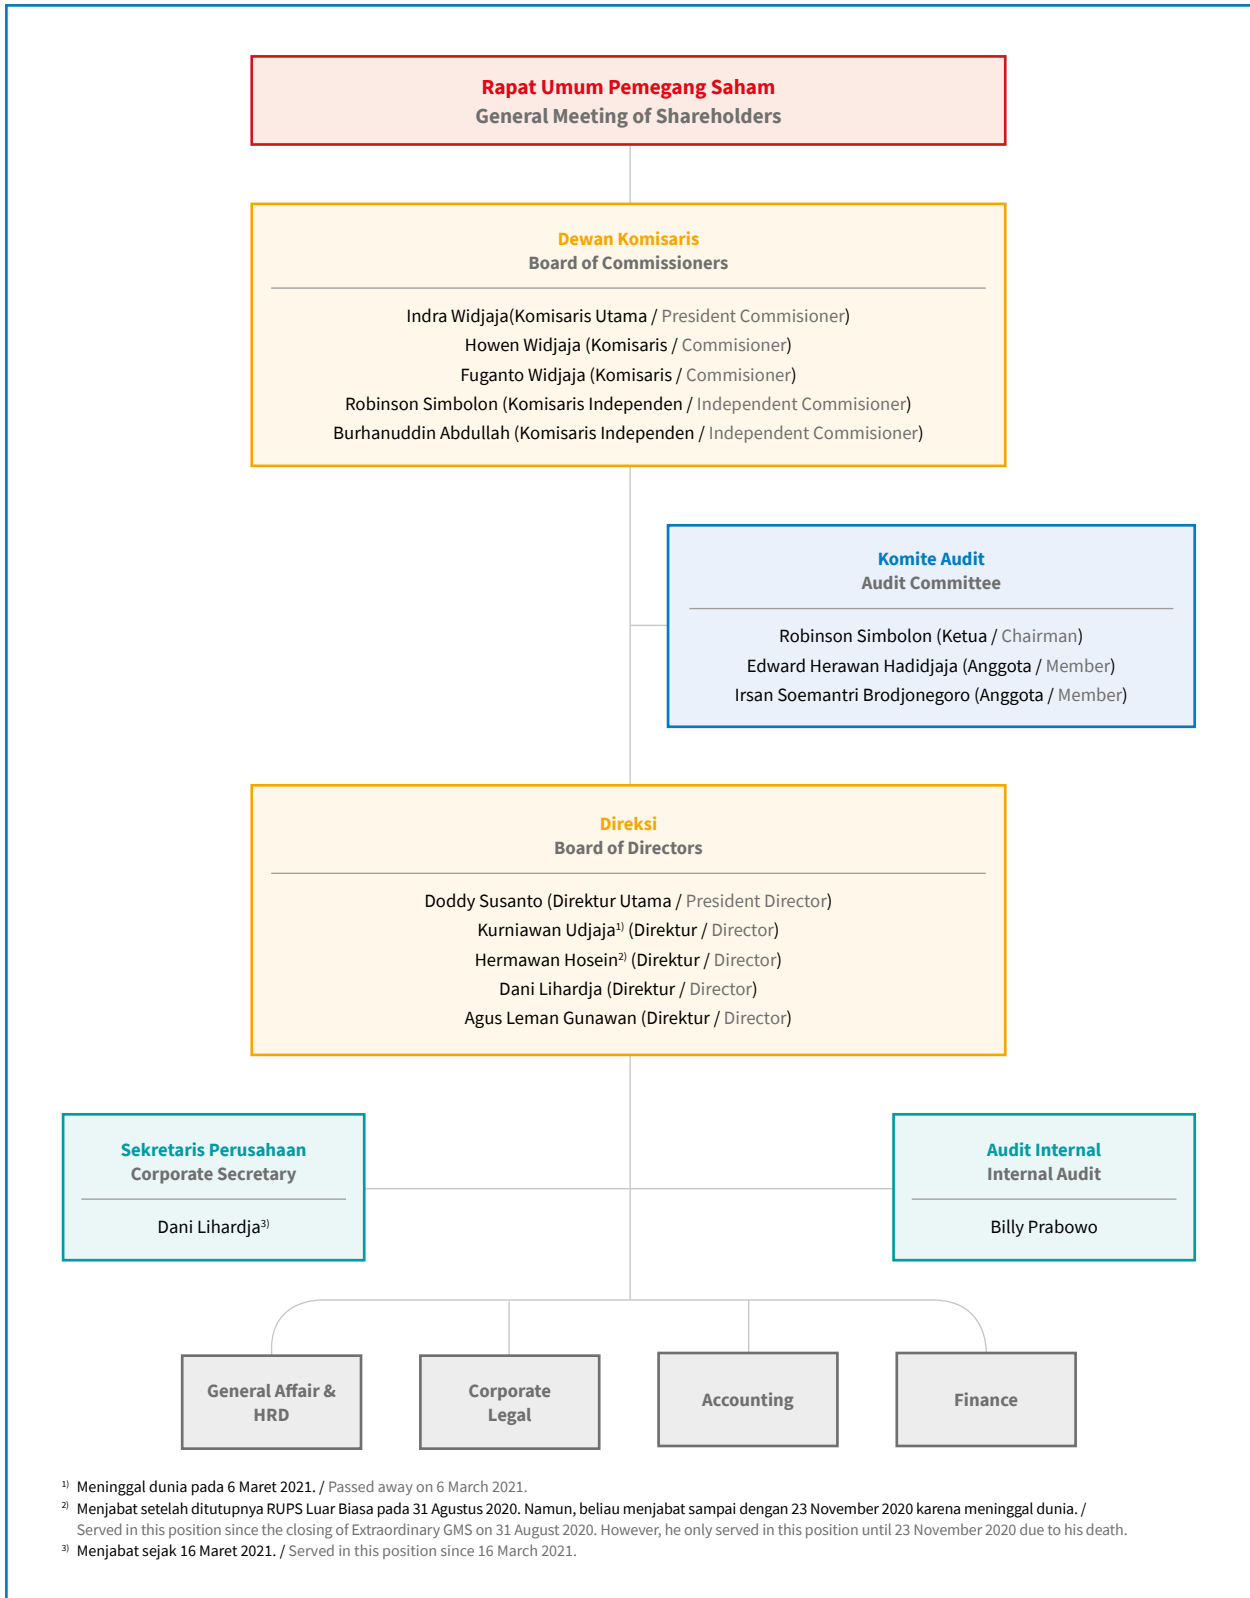 Rapat Umum Pemegang Saham
General Meeting of Shareholders
Dewan Komisaris
Board of Commissioners
Indra Widjaja(Komisaris Utama / President Commisioner)
Howen Widjaja (Komisaris / Commisioner)
Fuganto Widjaja (Komisaris / Commisioner)
Robinson Simbolon (Komisaris Independen / Independent Commisioner)
Burhanuddin Abdullah (Komisaris Independen / Independent Commisioner)
Komite Audit
Audit Committee
Robinson Simbolon (Ketua / Chairman)
Edward Herawan Hadidjaja (Anggota / Member)
Irsan Soemantri Brodjonegoro (Anggota / Member)
Direksi
Board of Directors
Doddy Susanto (Direktur Utama / President Director)
Kurniawan Udjaja1) (Direktur / Director)
Hermawan Hosein2) (Direktur / Director)
Dani Lihardja (Direktur / Director)
Agus Leman Gunawan (Direktur / Director)
Sekretaris Perusahaan
Corporate Secretary
Dani Lihardja3)
Audit Internal
Internal Audit
Billy Prabowo
General Affair &
HRD
Corporate
Legal
Accounting
Finance
1) Meninggal dunia pada 6 Maret 2021. / Passed away on 6 March 2021.
2) Menjabat setelah ditutupnya RUPS Luar Biasa pada 31 Agustus 2020. Namun, beliau menjabat sampai dengan 23 November 2020 karena meninggal dunia. /
Served in this position since the closing of Extraordinary GMS on 31 August 2020. However, he only served in this position until 23 November 2020 due to his death.
3) Menjabat sejak 16 Maret 2021. / Served in this position since 16 March 2021.